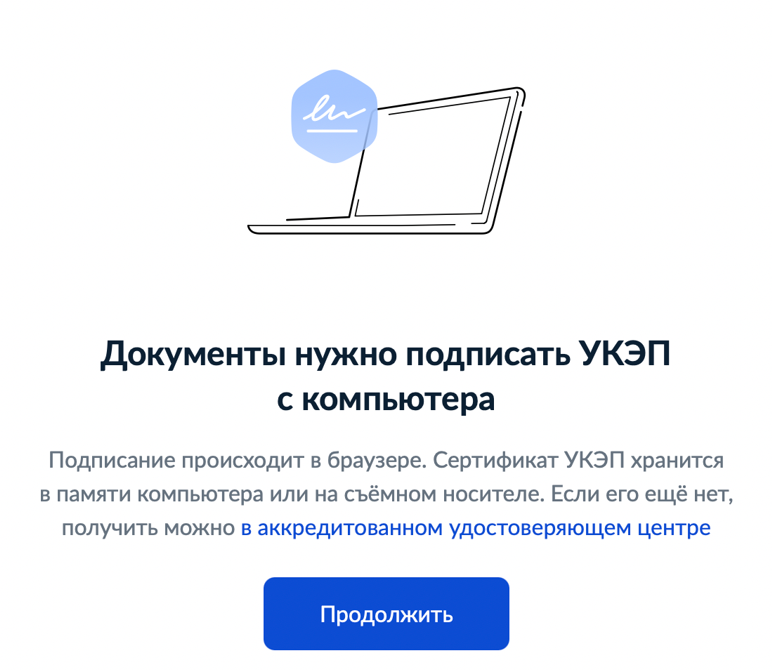 Документы нужно подписать УКЭП
с компьютера
Подписание происходит в браузере. Сертификат УКЭП хранится
в памяти компьютера или на съёмном носителе. Если его ещё нет,
получить можно в аккредитованном удостоверяющем центре
Продолжить